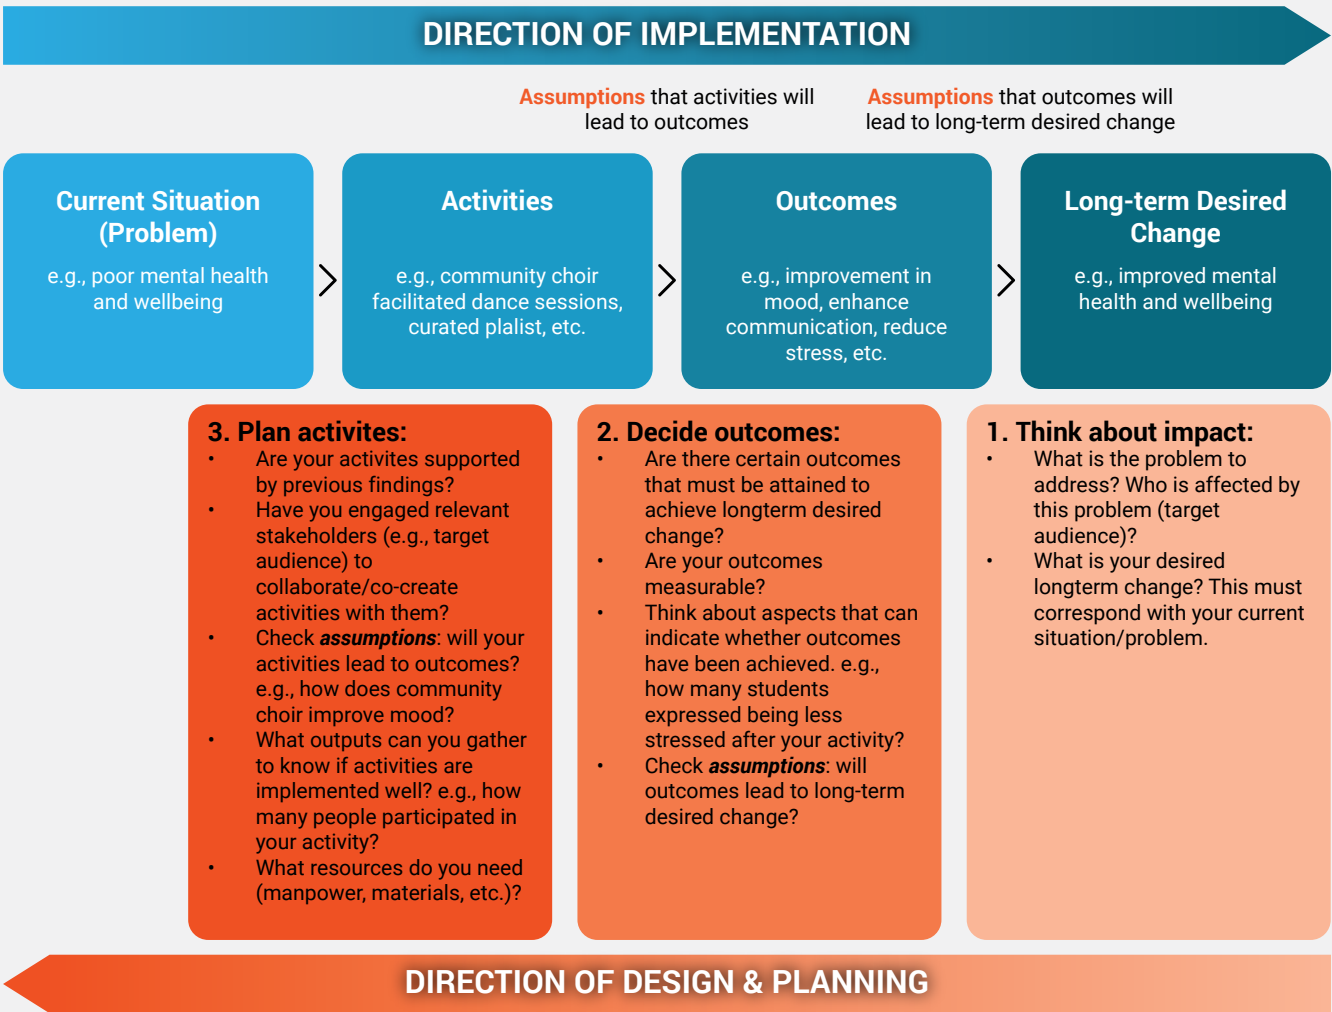 DIRECTION OF IMPLEMENTATION
Assumptions that activities will
lead to outcomes
Assumptions that outcomes will
lead to long-term desired change
Current Situation
(Problem)
e.g., poor mental health
and wellbeing
Activities
e.g., community choir
facilitated dance sessions,
curated plalist, etc.
Outcomes
e.g., improvement in
mood, enhance
communication, reduce
stress, etc.
Long-term Desired
Change
e.g., improved mental
health and wellbeing
3. Plan activites:
• Are your activites supported
by previous findings?
• Have you engaged relevant
stakeholders (e.g., target
audience) to
collaborate/co-create
activities with them?
• Check assumptions: will your
activities lead to outcomes?
e.g., how does community
choir improve mood?
• What outputs can you gather
to know if activities are
implemented well? e.g., how
many people participated in
your activity?
• What resources do you need
(manpower, materials, etc.)?
2. Decide outcomes:
• Are there certain outcomes
that must be attained to
achieve longterm desired
change?
• Are your outcomes
measurable?
• Think about aspects that can
indicate whether outcomes
have been achieved. e.g.,
how many students
expressed being less
stressed after your activity?
• Check assumptions: will
outcomes lead to long-term
desired change?
1. Think about impact:
• What is the problem to
address? Who is affected by
this problem (target
audience)?
• What is your desired
longterm change? This must
correspond with your current
situation/problem.
DIRECTION OF DESIGN & PLANNING